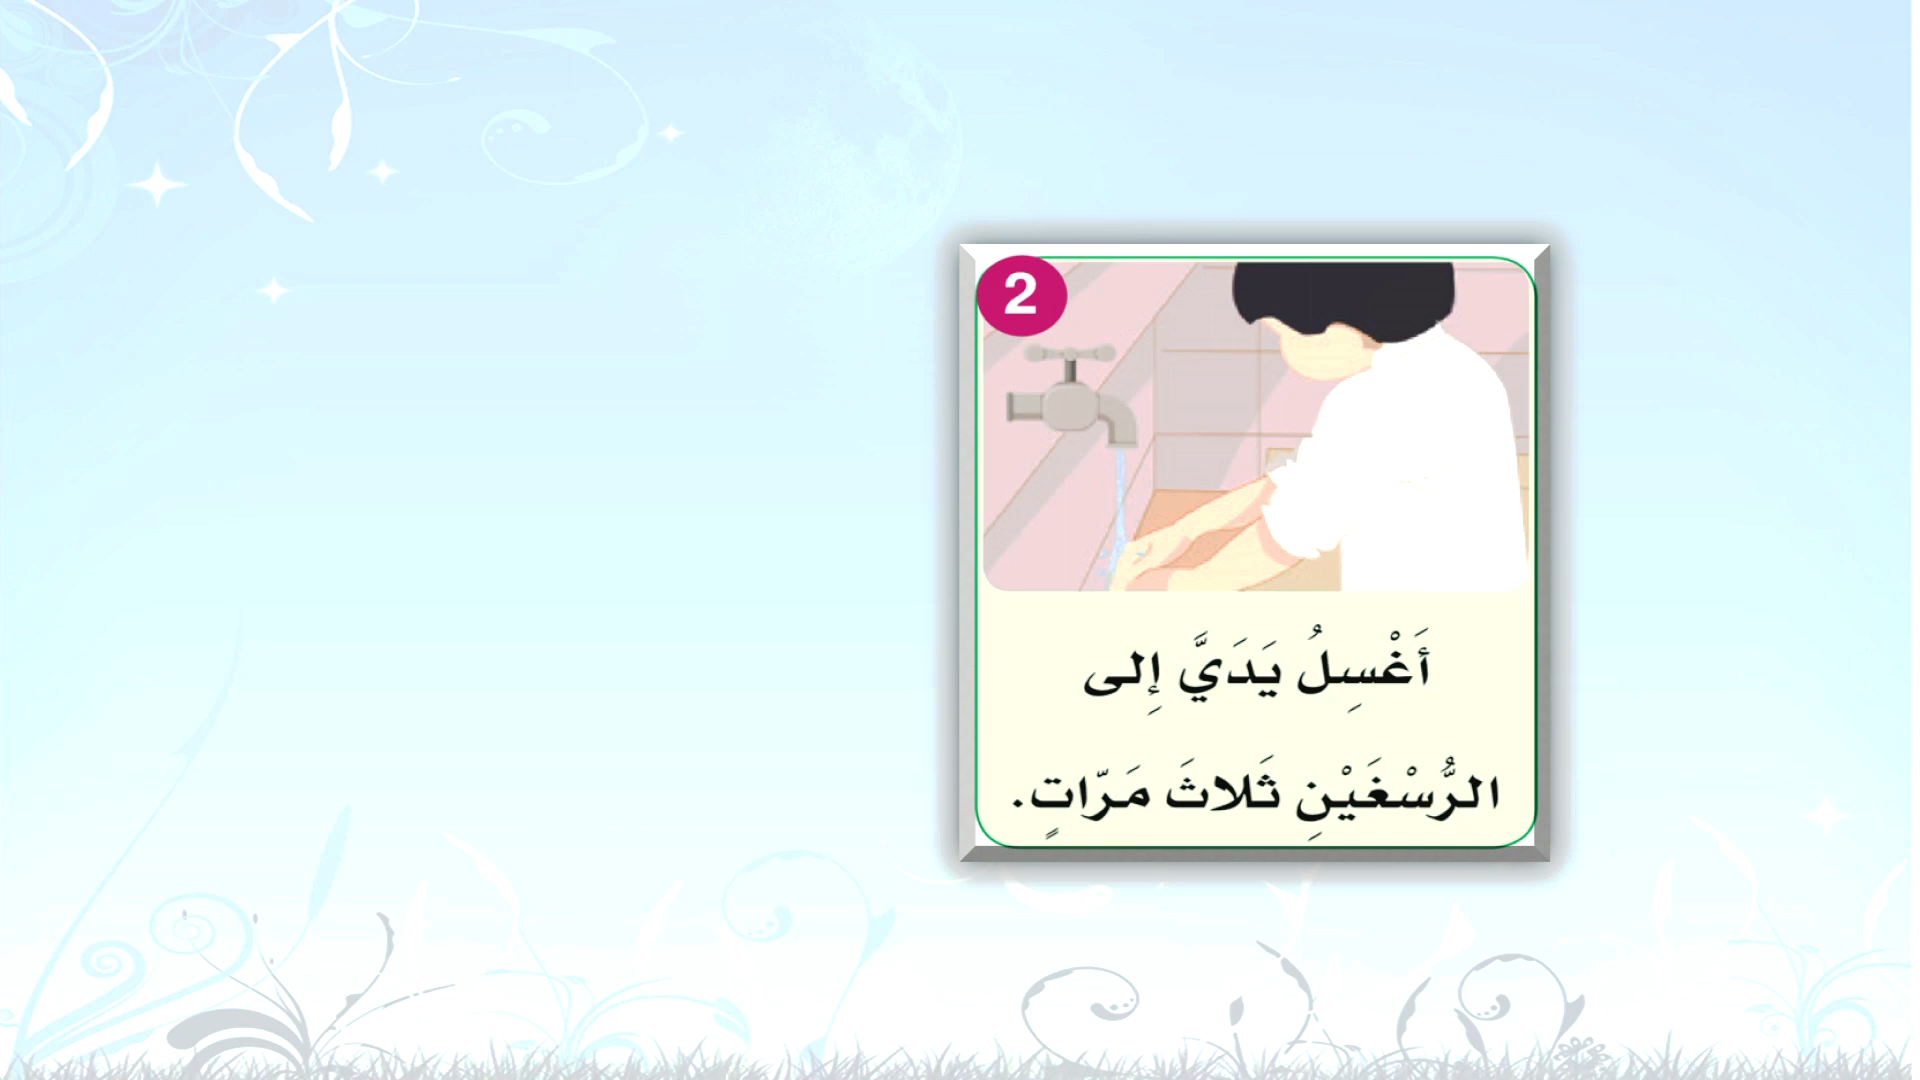 2
أَغْسِلُ يَدَيَّ إِلى
الرُّسْغَيْنِ ثَلاثَ مَرّاتٍ.